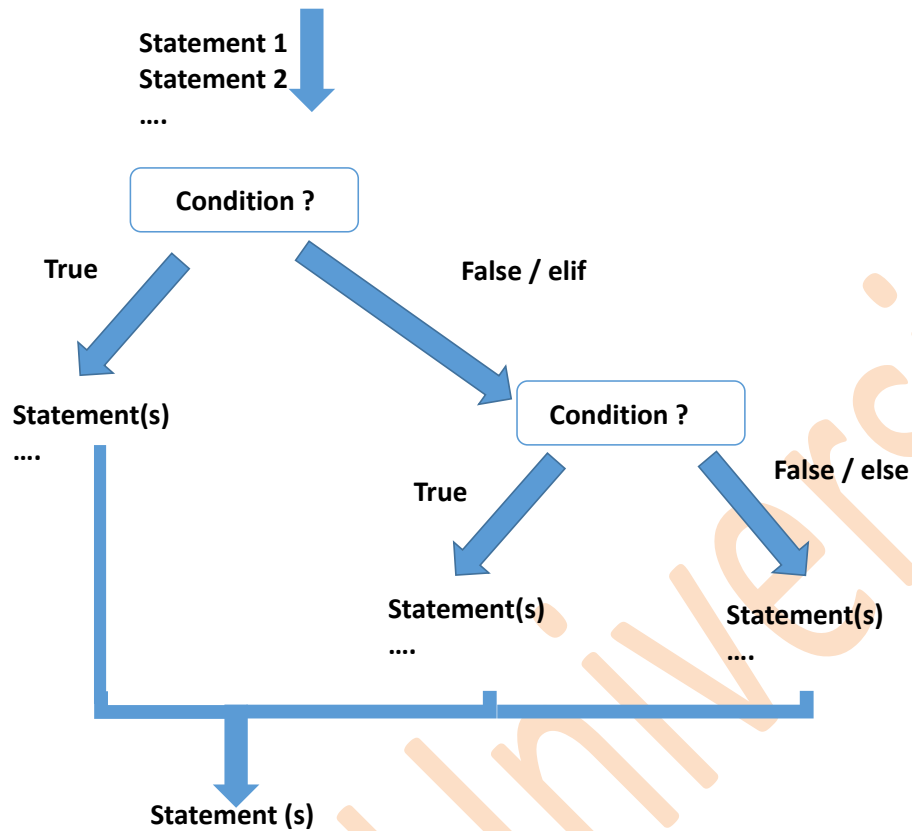 Statement 1
Statement 2
....
Condition ?
True
False / elif
Statement(s)
....
Condition ?
True
False / else
Statement(s)
....
Statement(s)
....
Statement (s)